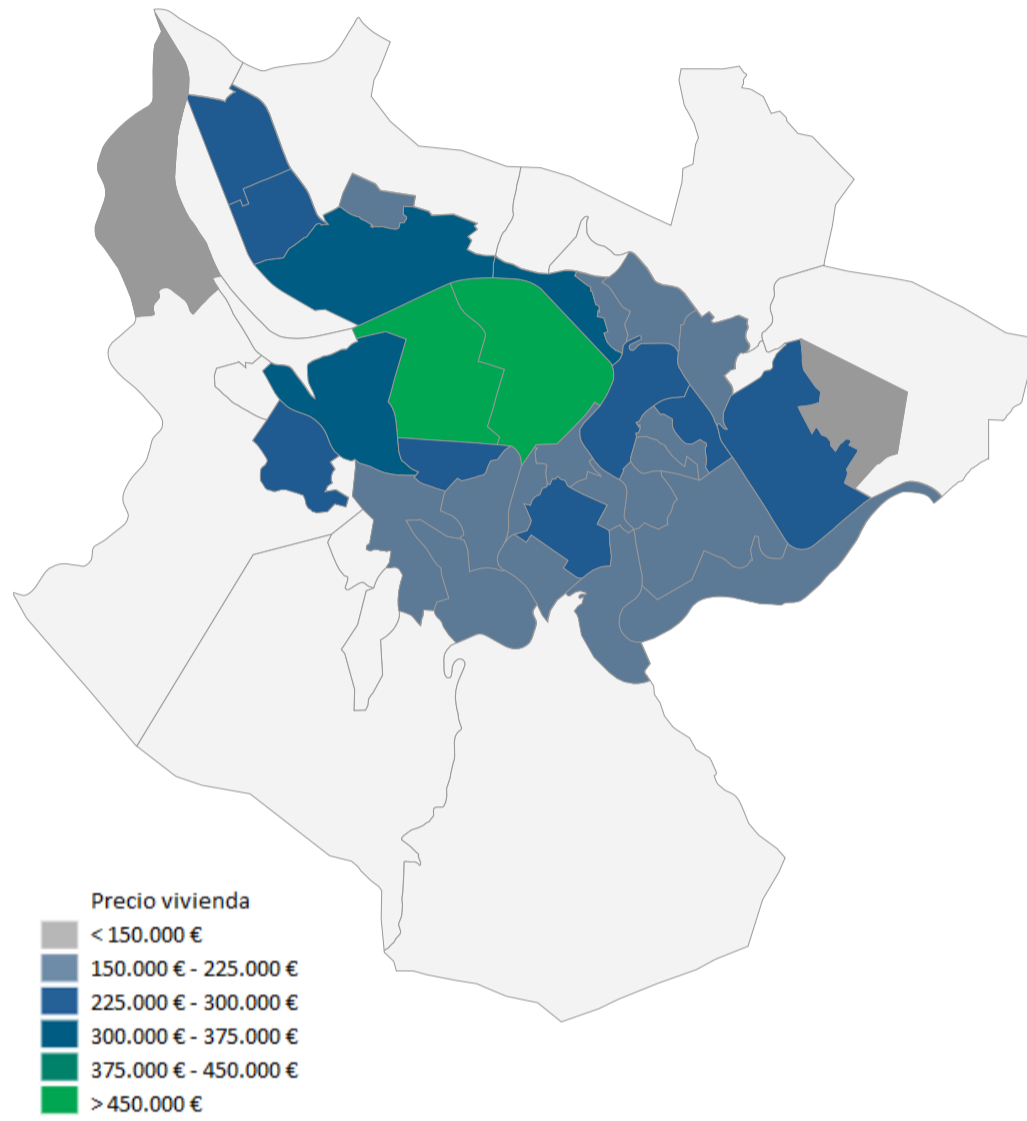 Precio vivienda
< 150.000 €
150.000 € - 225.000 €
225.000 € - 300.000 €
300.000 € - 375.000 €
375.000 € - 450.000 €
> 450.000 €